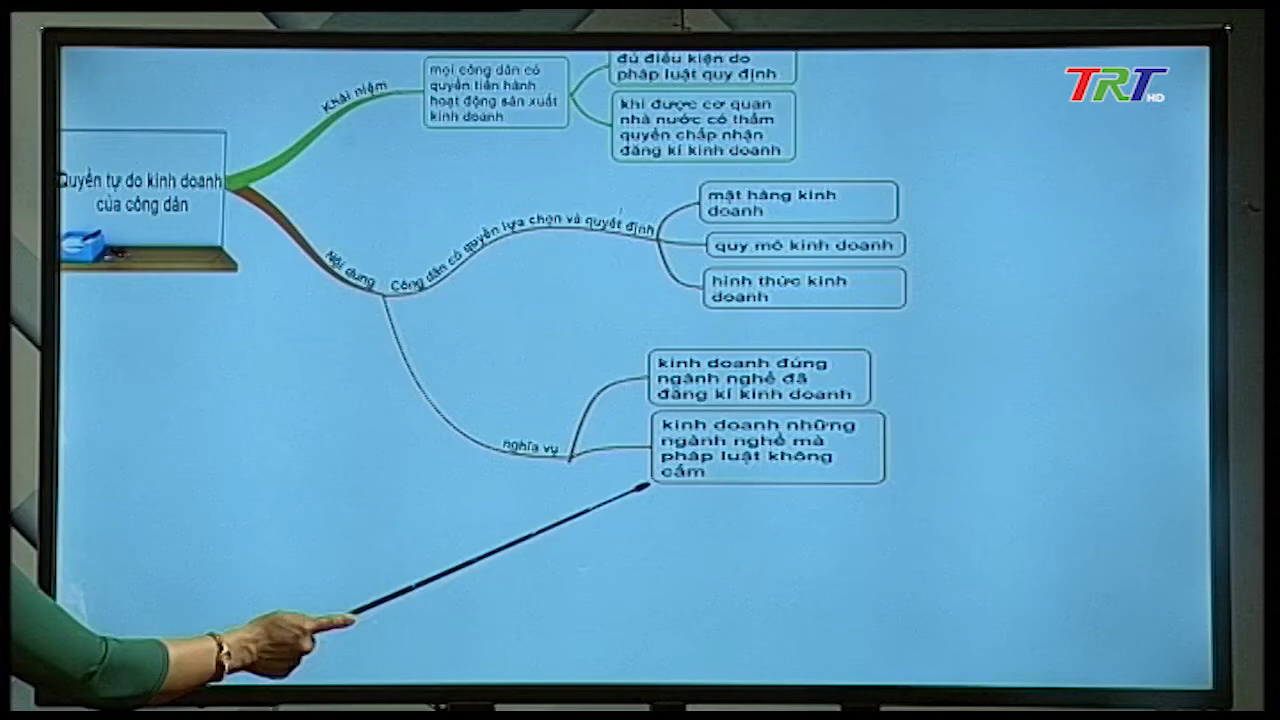 TRT
HD
Quyền tự do kinh doanh
của công dân
Khái niệm
mọi công dân có
quyền tiến hành
hoạt động sản xuất
kinh doanh
đủ điều kiện do
pháp luật quy định
khi được cơ quan
nhà nước có thẩm
quyền chấp nhận
đăng kí kinh doanh
Nội dung
Công dân có quyền lựa chọn và quyết định
mặt hàng kinh
doanh
quy mô kinh doanh
hình thức kinh
doanh
nghĩa vụ
kinh doanh đúng
ngành nghề đã
đăng kí kinh doanh
kinh doanh những
ngành nghề mà
pháp luật không
cấm